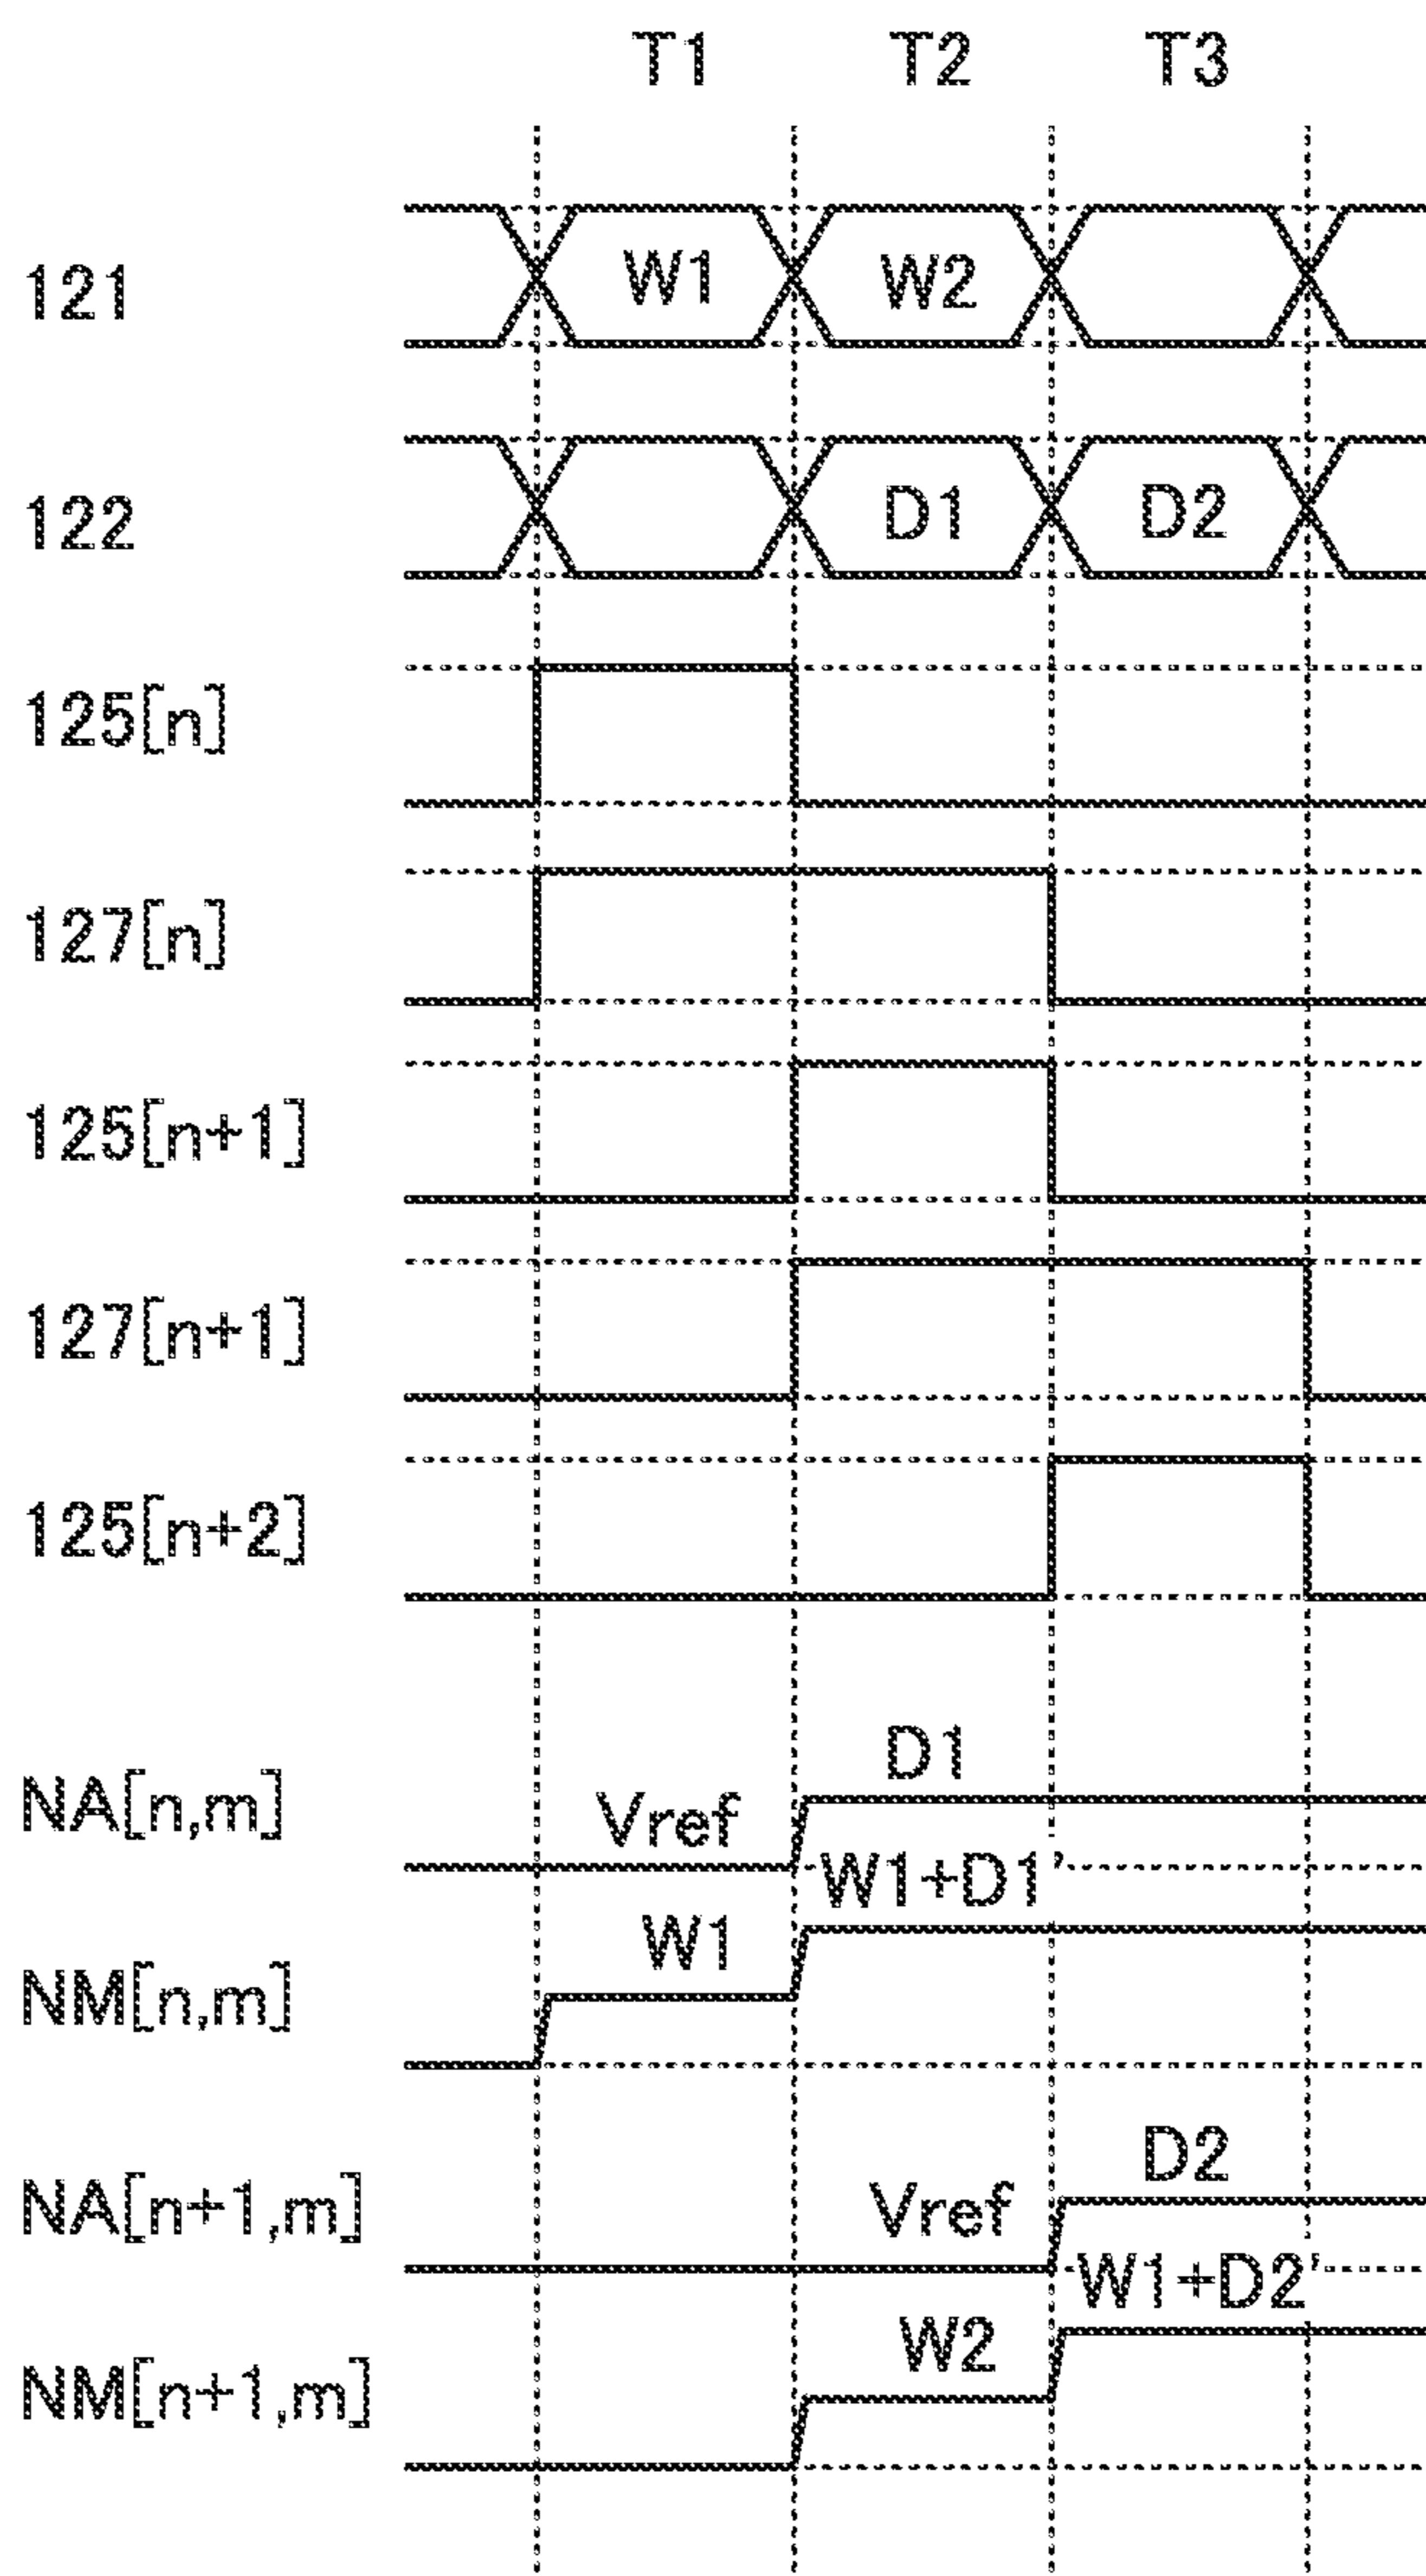 T1 T2 T3
121 W1 W2
122 D1 D2
125[n]
127[n]
125[n+1]
127[n+1]
125[n+2]
D1
NA[n,m] Vref
W1+D1'
W1
NM[n,m]
D2
NA[n+1,m] Vref
W1+D2'
W2
NM[n+1,m]